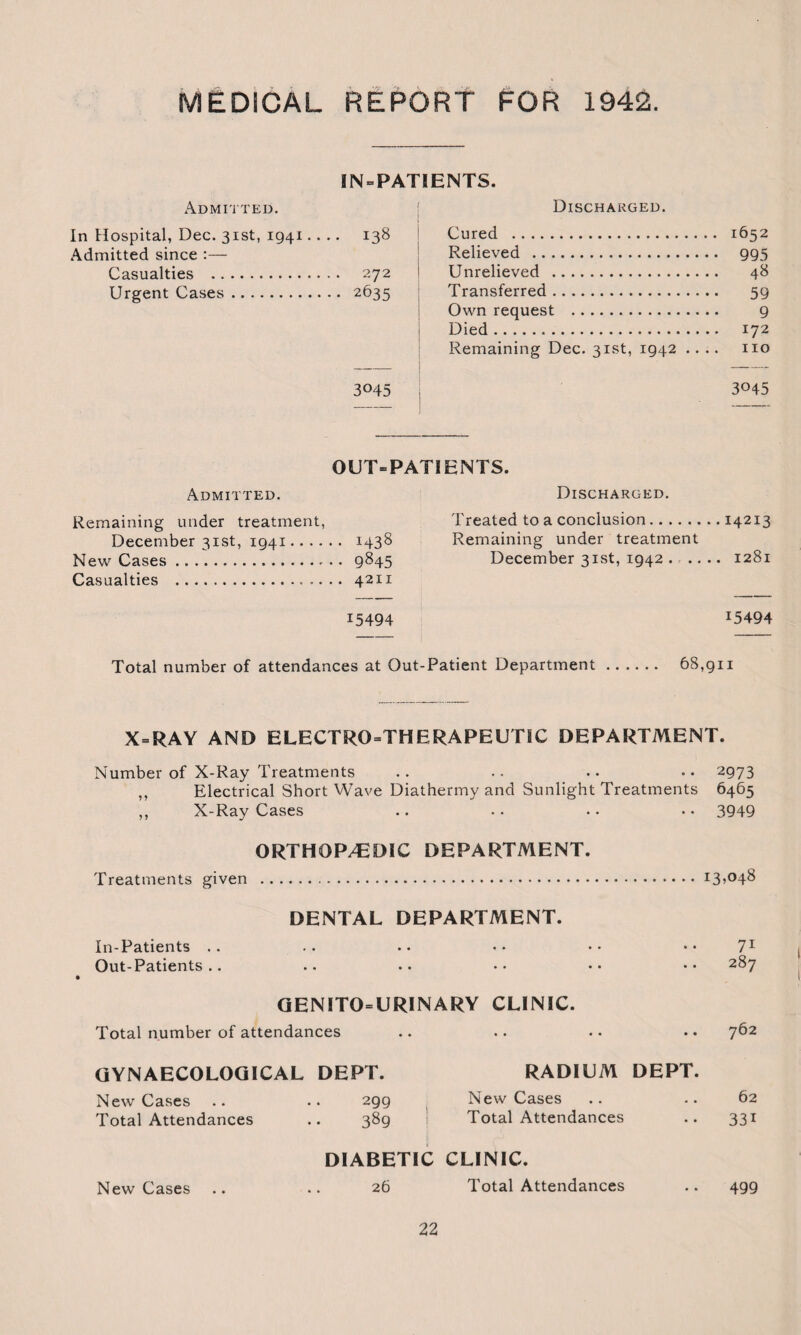 MEDICAL REPORT FOR 1942.
IN-PATIENTS.
ADMITTED.
In Hospital, Dec. 31st, 1941 .... 138
Admitted since :—
Casualties .............. 272
Urgent Cases ............ 2635
3045
DISCHARGED.
Cured ...................... 1652
Relieved .................... 995
Unrelieved .................. 48
Transferred .................. 59
Own request ................ 9
Died ........................ 172
Remaining Dec. 31st, 1942 .... 110
3045
OUT-PATIENTS.
ADMITTED.
Remaining under treatment,
December 31st, 1941 ...... 1438
New Cases .................. 9845
Casualties .................. 4211
15494
DISCHARGED.
Treated to a conclusion ........ 14213
Remaining under treatment
December 31st, 1942 ...... 1281
15494
Total number of attendances at Out-Patient Department ...... 68,911
X-RAY AND ELECTRO-THERAPEUTIC DEPARTMENT.
Number of X-Ray Treatments .. .. .. .. 2973
,, Electrical Short Wave Diathermy and Sunlight Treatments 6465
,, X-Ray Cases .. .. .. .. 3949
ORTHOPÆDIC DEPARTMENT.
Treatments given ............................................ 13,048
DENTAL DEPARTMENT.
In-Patients .. .. .. .. .. .. 71
Out-Patients .. .. .. .. .. .. 287
GENITO-URINARY CLINIC.
Total number of attendances .. .. .. .. 762
GYNAECOLOGICAL DEPT.
New Cases .. .. 299
Total Attendances .. 389
RADIUM DEPT.
New Cases .. .. 62
Total Attendances .. 331
DIABETIC CLINIC.
New Cases .. .. 26 Total Attendances .. 499
22